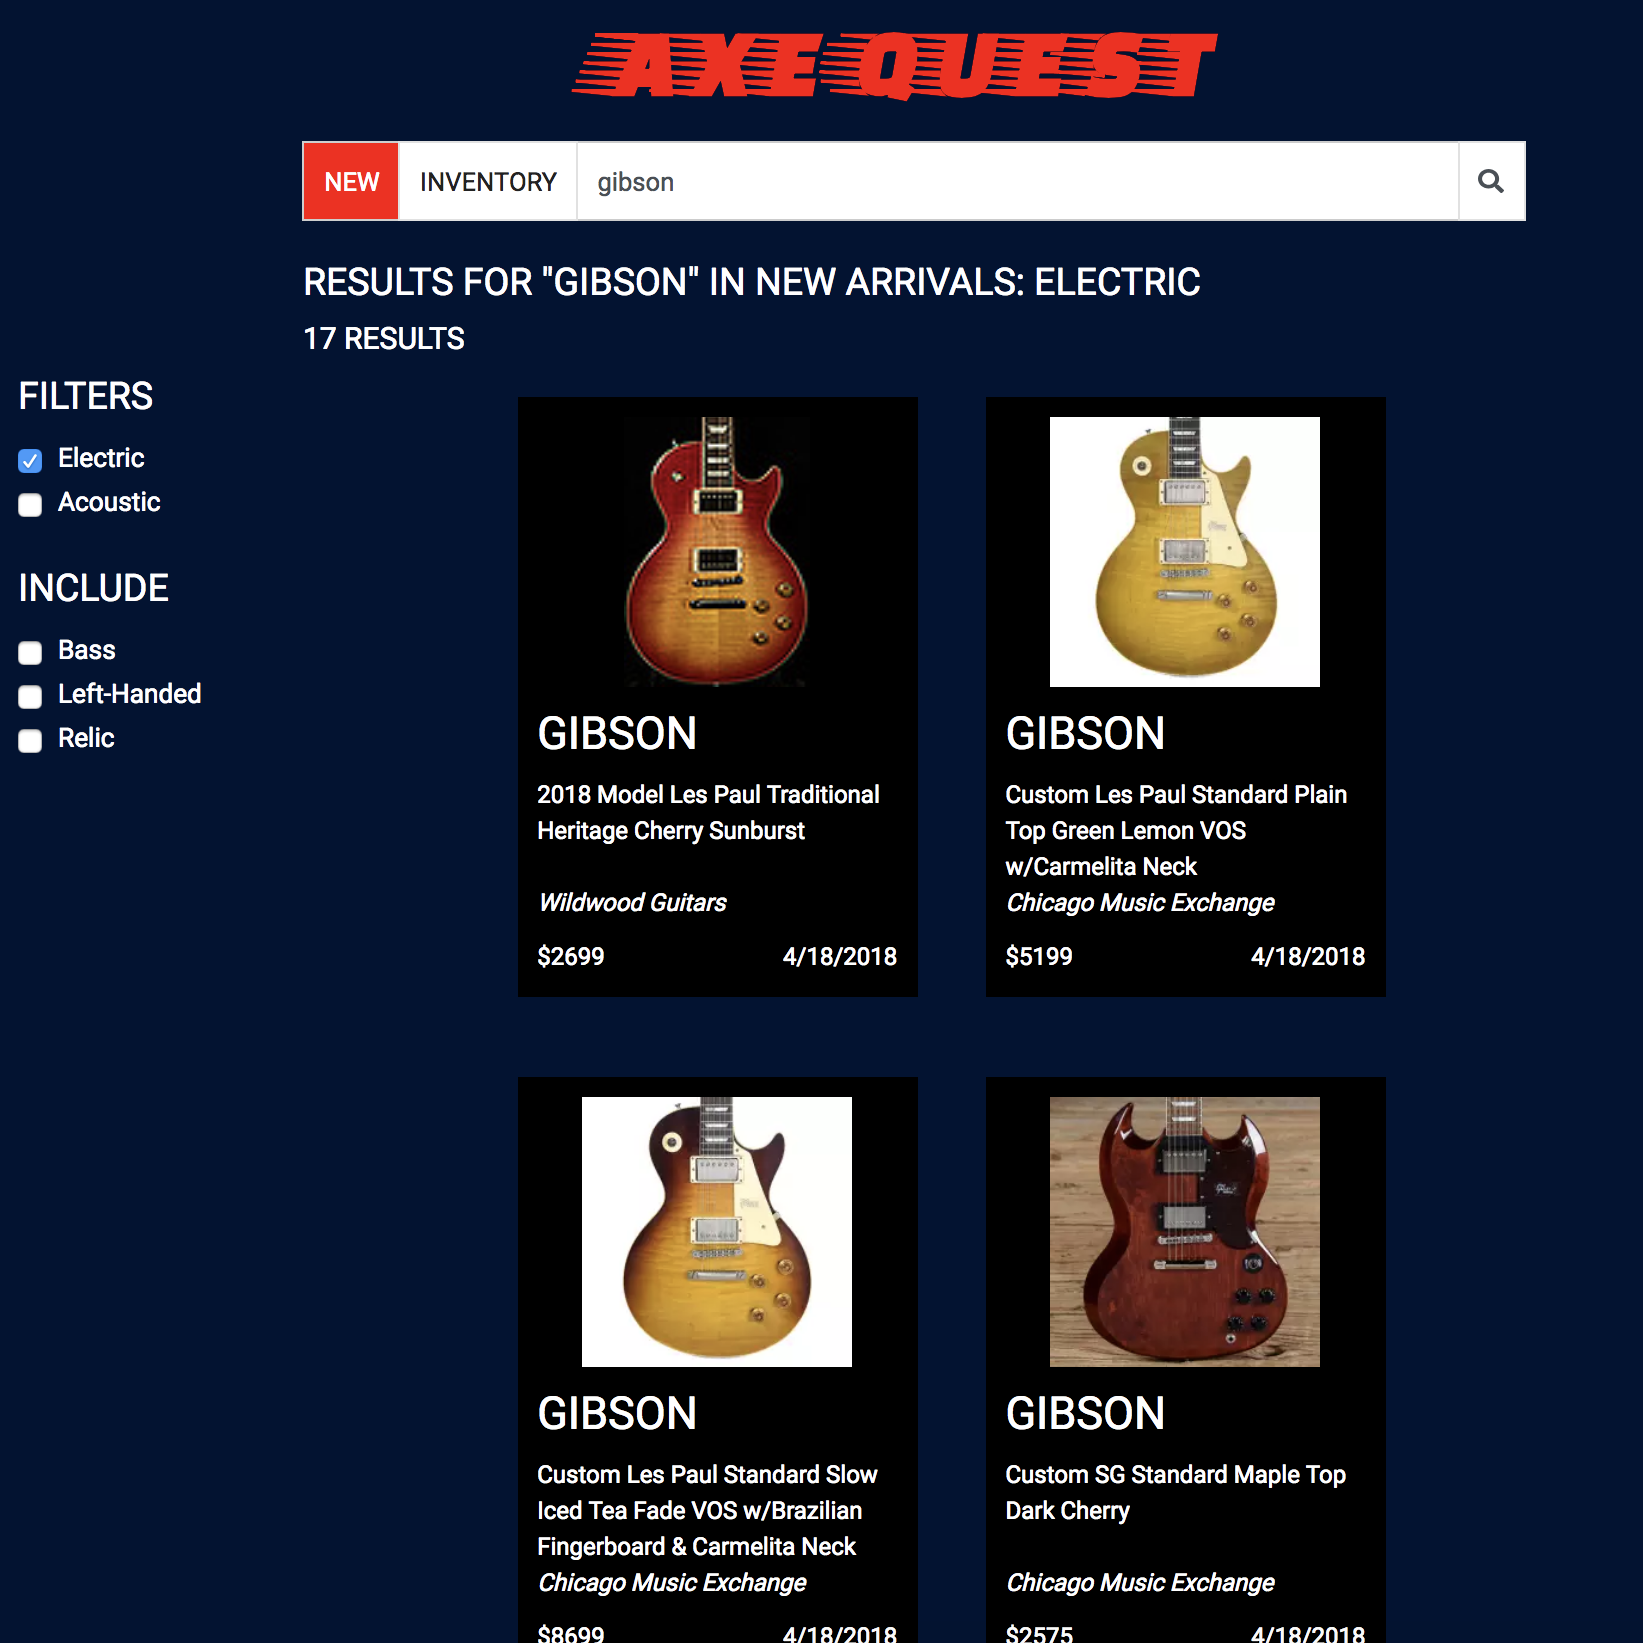 AXE QUEST
NEW INVENTORY gibson
RESULTS FOR "GIBSON" IN NEW ARRIVALS: ELECTRIC
17 RESULTS
FILTERS
Electric
Acoustic
INCLUDE
Bass
Left-Handed
Relic
GIBSON
2018 Model Les Paul Traditional
Heritage Cherry Sunburst
Wildwood Guitars
$2699 4/18/2018
GIBSON
Custom Les Paul Standard Plain
Top Green Lemon VOS
w/Carmelita Neck
Chicago Music Exchange
$5199 4/18/2018
GIBSON
Custom Les Paul Standard Slow
Iced Tea Fade VOS w/Brazilian
Fingerboard & Carmelita Neck
Chicago Music Exchange
$8699 4/18/2018
GIBSON
Custom SG Standard Maple Top
Dark Cherry
Chicago Music Exchange
$2575 4/18/2018